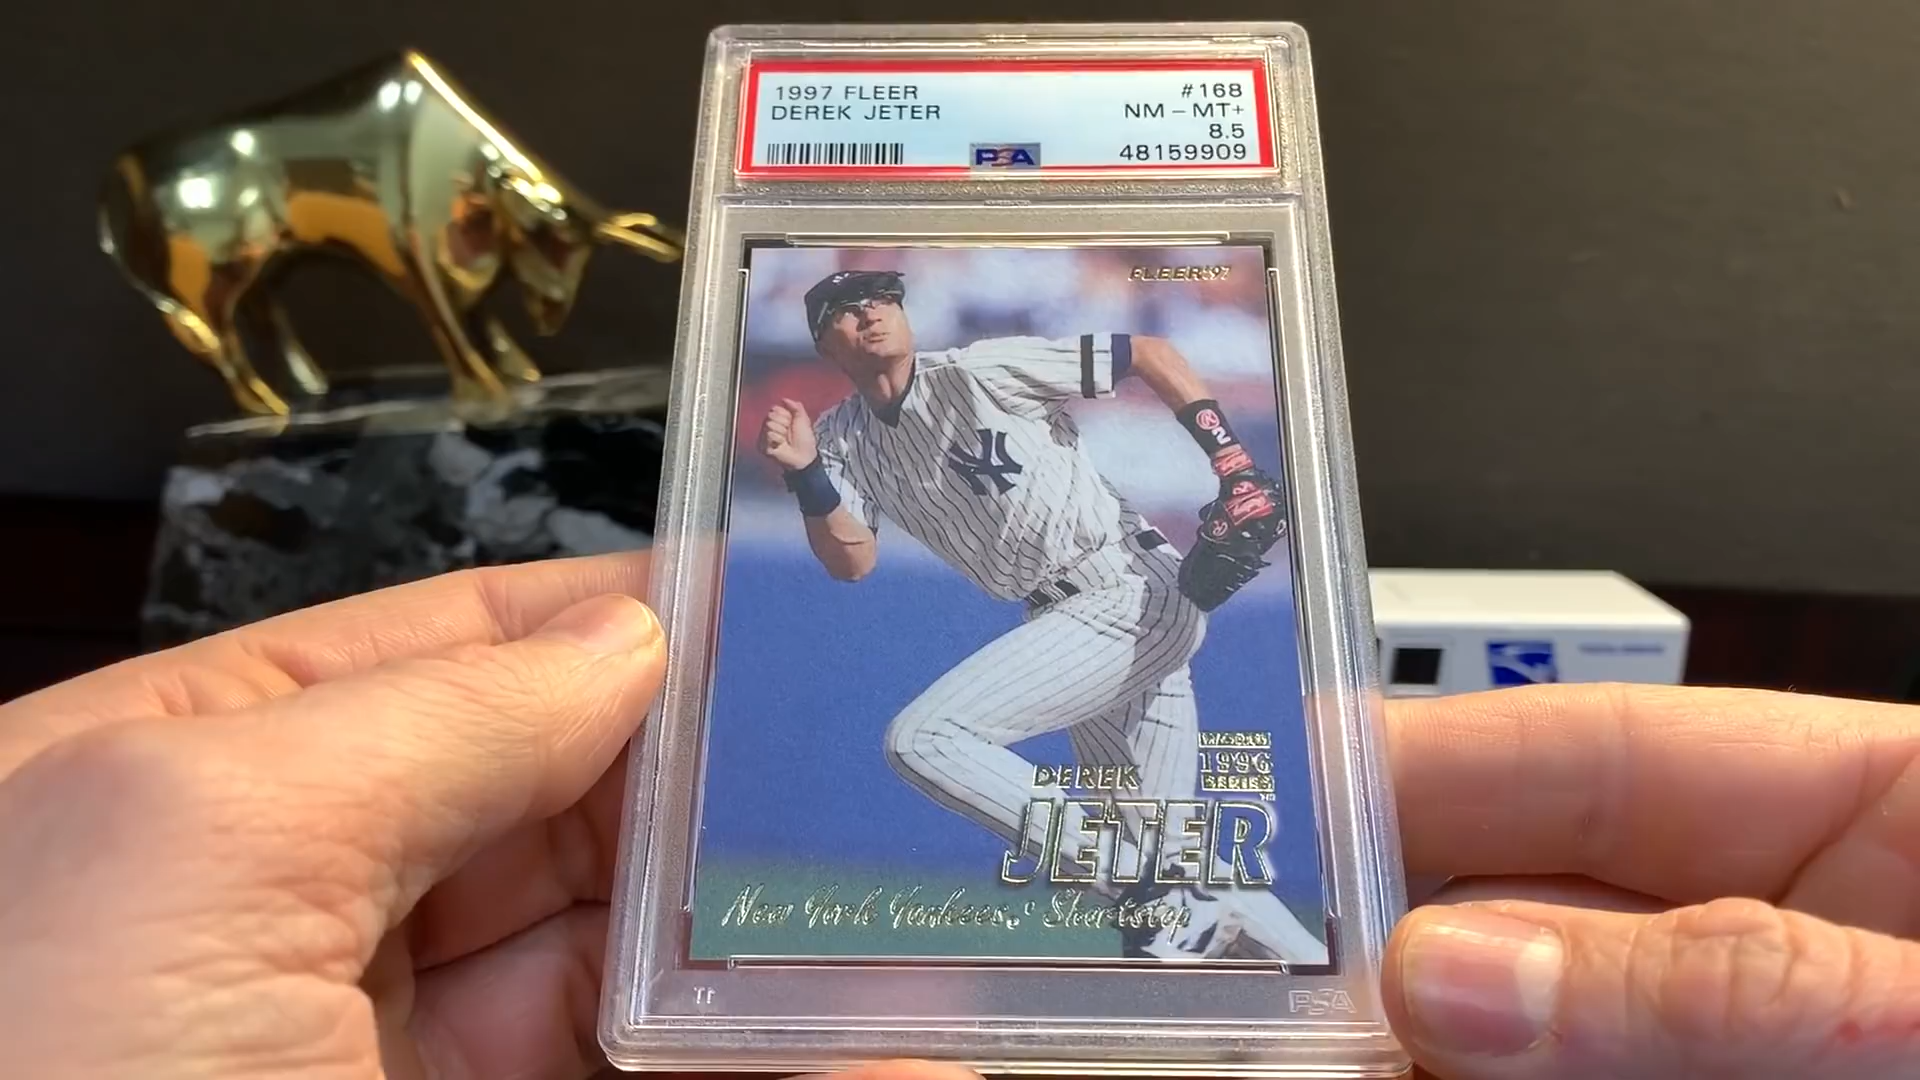 1997 FLEER
#168
DEREK JETER
NM - MT+
8.5
PSA
48159909
FLEER '97
2
WORLD
1996
SERIES
DEREK
JETER
New York Yankees® Shortstop
PSA